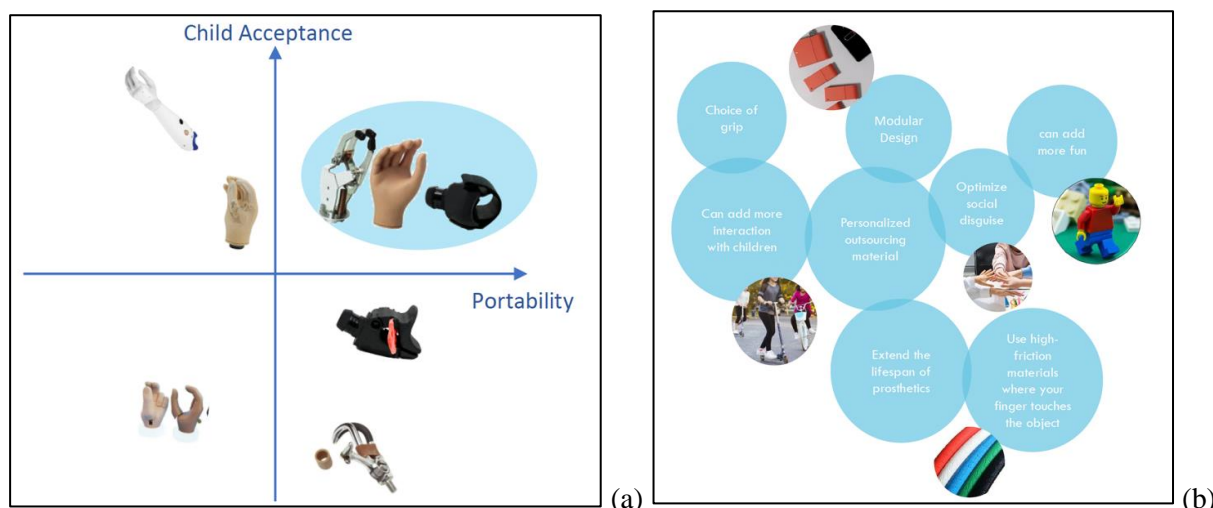 Child Acceptance
Portability
(a)
Choice of
grip
Modular
Design
can add
more fun
Can add more
interaction
with children
Personalized
outsourcing
material
Optimize
social
disguise
Extend the
lifespan of
prosthetics
Use high-
friction
materials
where your
finger touches
the object
(b)